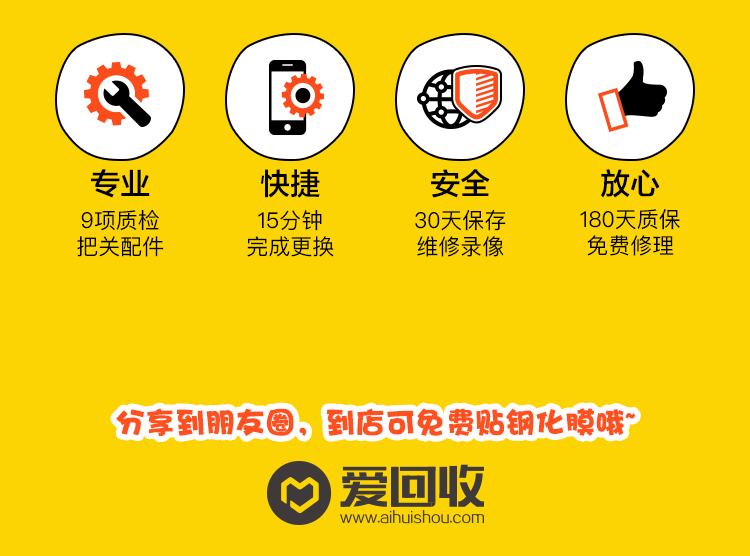 专业
9项质检
把关配件
快捷
15分钟
完成更换
安全
30天保存
维修录像
放心
180天质保
免费修理
分享到朋友圈，到店可免费贴钢化膜哦~
爱回收
www.aihuishou.com